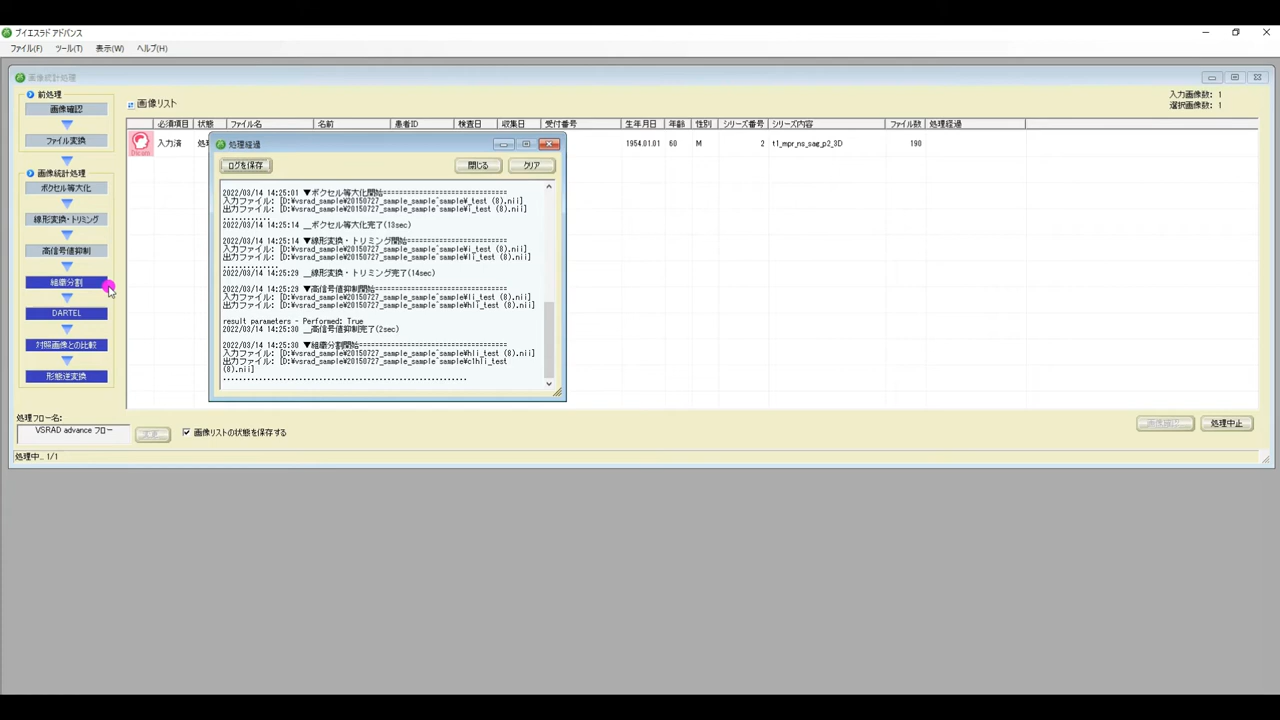 ブイエスラド アドバンス
ファイル(F) ツール(T) 表示(W) ヘルプ(H)
画像統計処理
前処理
画像確認
ファイル変換
画像統計処理
ボクセル等大化
線形変換・トリミング
高信号値抑制
組織分割
DARTEL
対照画像との比較
形態逆変換
処理フロー名:
VSRAD advance フロー
画像リストの状態を保存する
処理中... 1/1
画像リスト
入力画像数: 1
選択画像数: 1
必須項目 状態 ファイル名 名前 患者ID 検査日 収集日 受付番号 生年月日 年齢 性別 シリーズ番号 シリーズ内容 ファイル数 処理経過
Dicom 入力済 1954.01.01 60 M 2 t1_mpr_ns_sag_p2_3D 190
処理経過
ログを保存 閉じる クリア
2022/03/14 14:25:01 ▼ボクセル等大化開始===============================
入力ファイル: [D:¥vsrad_sample¥20150727_sample_sample^sample¥_test (8).nii]
出力ファイル: [D:¥vsrad_sample¥20150727_sample_sample^sample¥i_test (8).nii]
............
2022/03/14 14:25:14 __ボクセル等大化完了(13sec)
2022/03/14 14:25:14 ▼線形変換・トリミング開始===============================
入力ファイル: [D:¥vsrad_sample¥20150727_sample_sample^sample¥i_test (8).nii]
出力ファイル: [D:¥vsrad_sample¥20150727_sample_sample^sample¥li_test (8).nii]
..............
2022/03/14 14:25:29 __線形変換・トリミング完了(14sec)
2022/03/14 14:25:29 ▼高信号値抑制開始===============================
入力ファイル: [D:¥vsrad_sample¥20150727_sample_sample^sample¥li_test (8).nii]
出力ファイル: [D:¥vsrad_sample¥20150727_sample_sample^sample¥hli_test (8).nii]
result parameters - Performed: True
2022/03/14 14:25:30 __高信号値抑制完了(2sec)
2022/03/14 14:25:30 ▼組織分割開始===============================
入力ファイル: [D:¥vsrad_sample¥20150727_sample_sample^sample¥hli_test (8).nii]
出力ファイル: [D:¥vsrad_sample¥20150727_sample_sample^sample¥c1hli_test
(8).nii]
.............................................................
処理中止